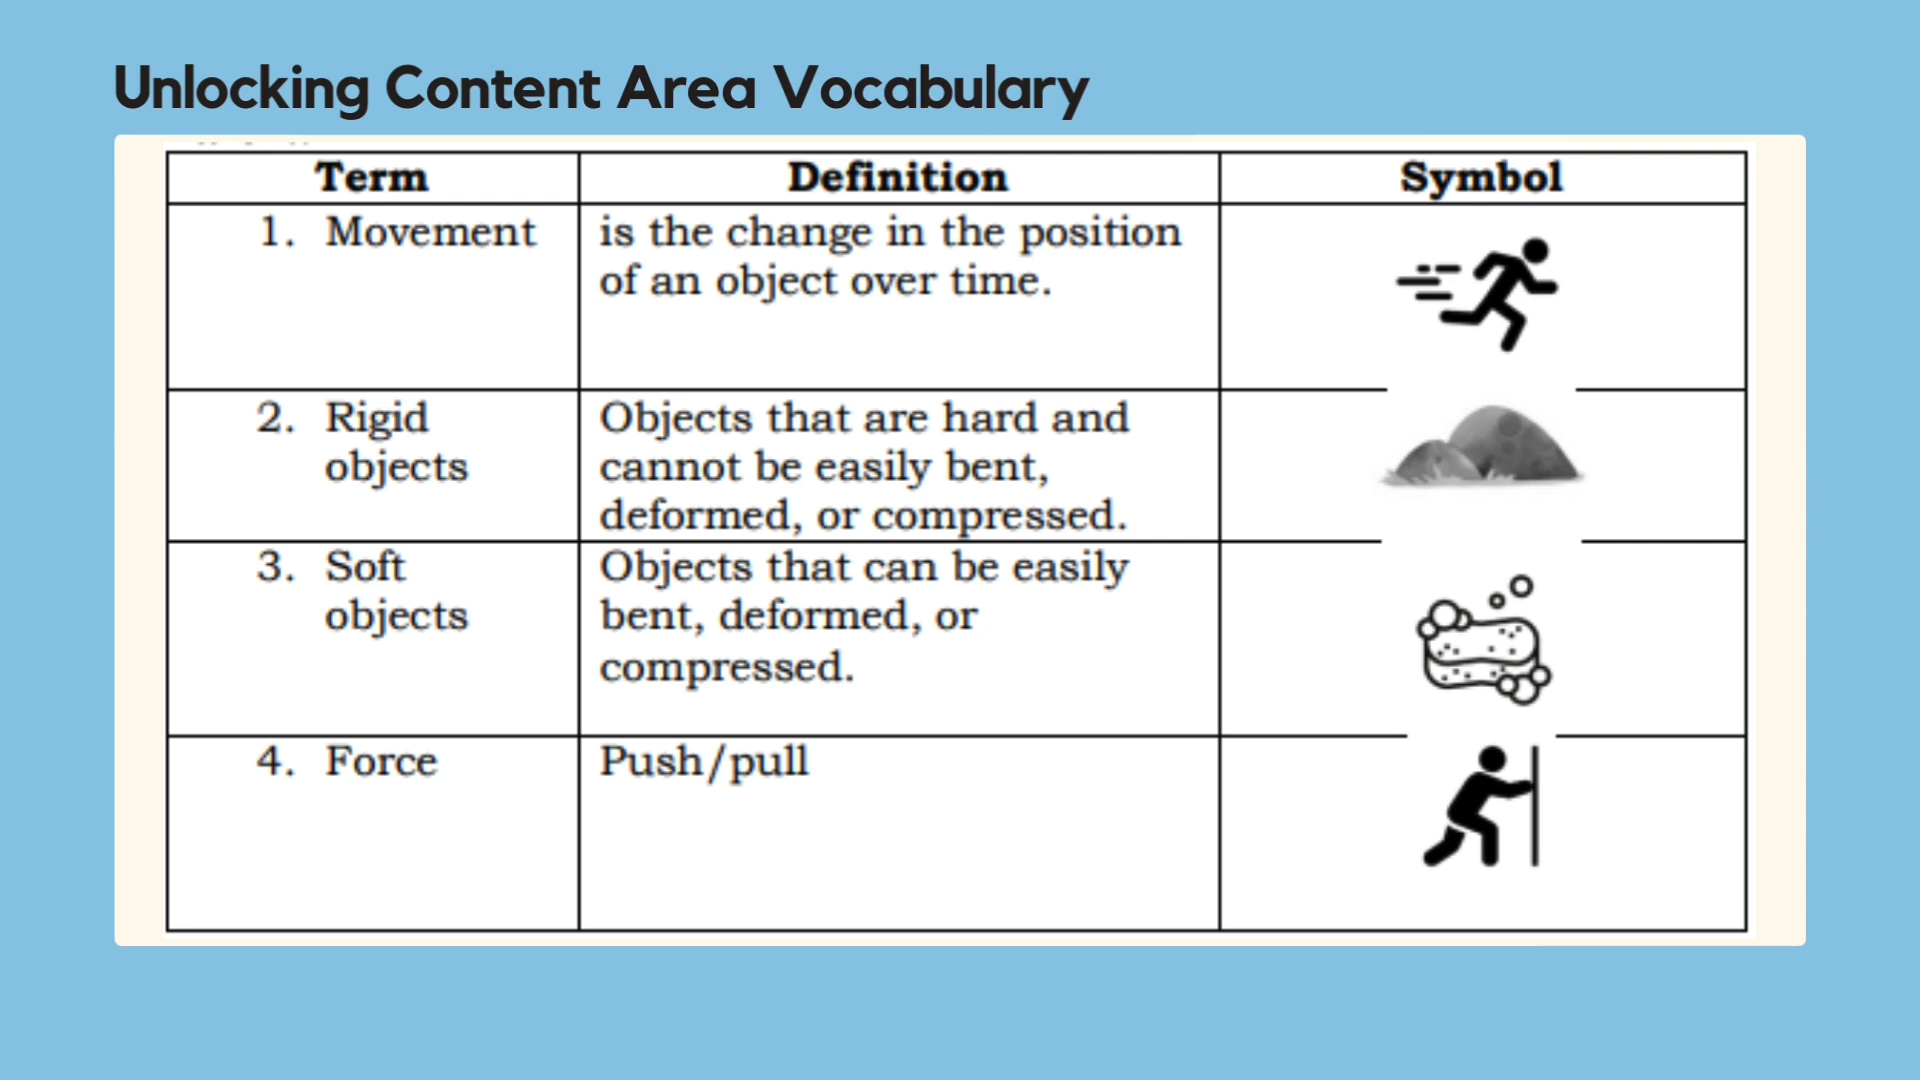 Unlocking Content Area Vocabulary
Term Definition Symbol
1. Movement is the change in the position
of an object over time.
2. Rigid Objects that are hard and
objects cannot be easily bent,
deformed, or compressed.
3. Soft Objects that can be easily
objects bent, deformed, or
compressed.
4. Force Push/pull